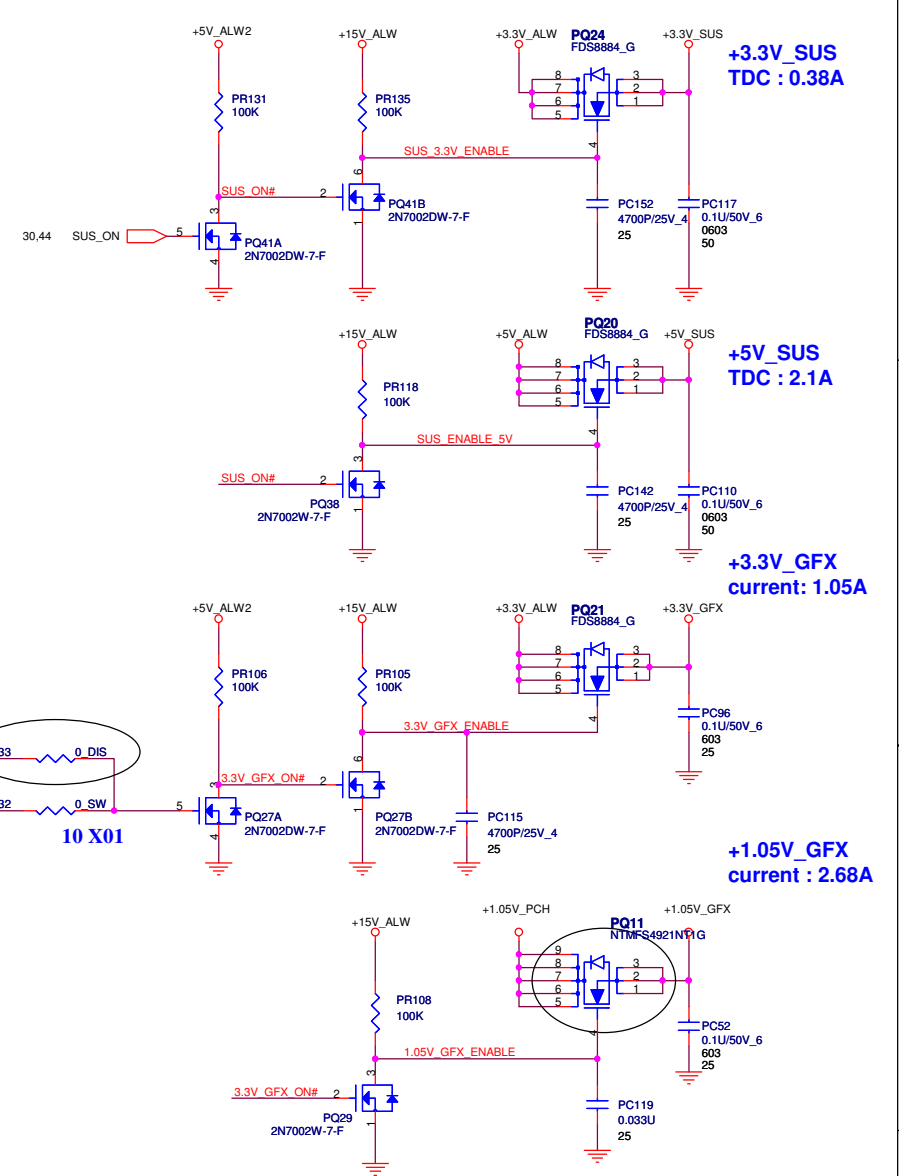 +5V_ALW2
+15V_ALW
+3.3V_ALW
PQ24
FDS8884_G
+3.3V_SUS
+3.3V_SUS
TDC : 0.38A
8
7
6
5
3
2
1
4
PR131
100K
PR135
100K
SUS_3.3V_ENABLE
SUS_ON#
3
2
6
PQ41B
2N7002DW-7-F
1
PC152
4700P/25V_4
25
PC117
0.1U/50V_6
0603
50
30,44
SUS_ON
5
PQ41A
2N7002DW-7-F
4
+15V_ALW
+5V_ALW
PQ20
FDS8884_G
+5V_SUS
+5V_SUS
TDC : 2.1A
8
7
6
5
3
2
1
4
PR118
100K
SUS_ENABLE_5V
3
SUS_ON#
2
PQ38
2N7002W-7-F
1
PC142
4700P/25V_4
25
PC110
0.1U/50V_6
0603
50
+3.3V_GFX
current: 1.05A
+5V_ALW2
+15V_ALW
+3.3V_ALW
PQ21
FDS8884_G
+3.3V_GFX
8
7
6
5
3
2
1
4
PR106
100K
PR105
100K
3.3V_GFX_ENABLE
PC96
0.1U/50V_6
603
25
33
0_DIS
3
3.3V_GFX_ON#
2
6
32
0_SW
5
10 X01
PQ27A
2N7002DW-7-F
4
PQ27B
2N7002DW-7-F
1
PC115
4700P/25V_4
25
+1.05V_GFX
current : 2.68A
+15V_ALW
+1.05V_PCH
PQ11
NTMFS4921NT1G
+1.05V_GFX
9
8
7
6
5
3
2
1
4
PR108
100K
1.05V_GFX_ENABLE
PC52
0.1U/50V_6
603
25
3
3.3V_GFX_ON#
2
PQ29
2N7002W-7-F
1
PC119
0.033U
25